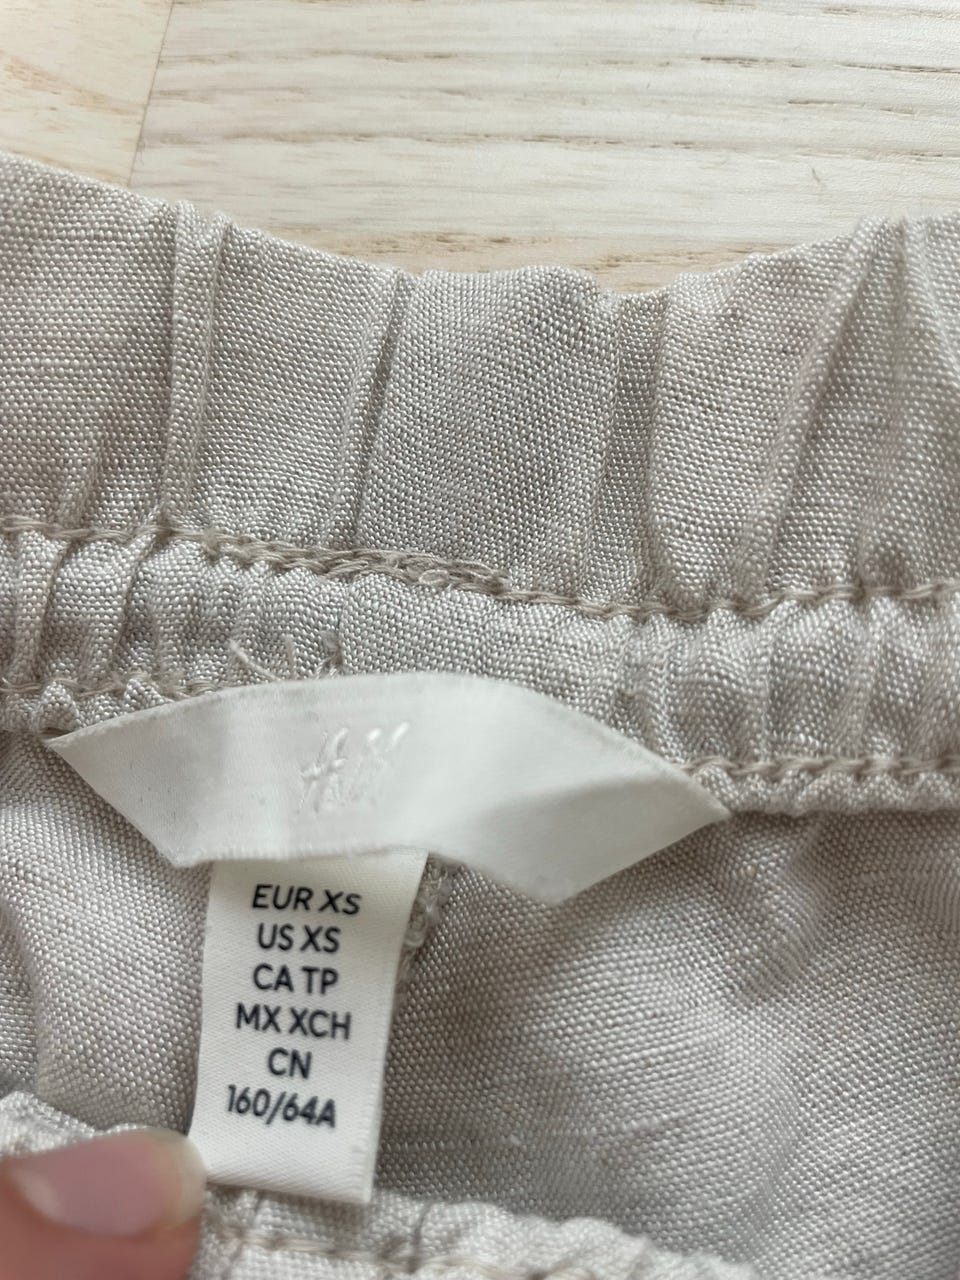 H&M
EUR XS
US XS
CA TP
MX XCH
CN
160/64A